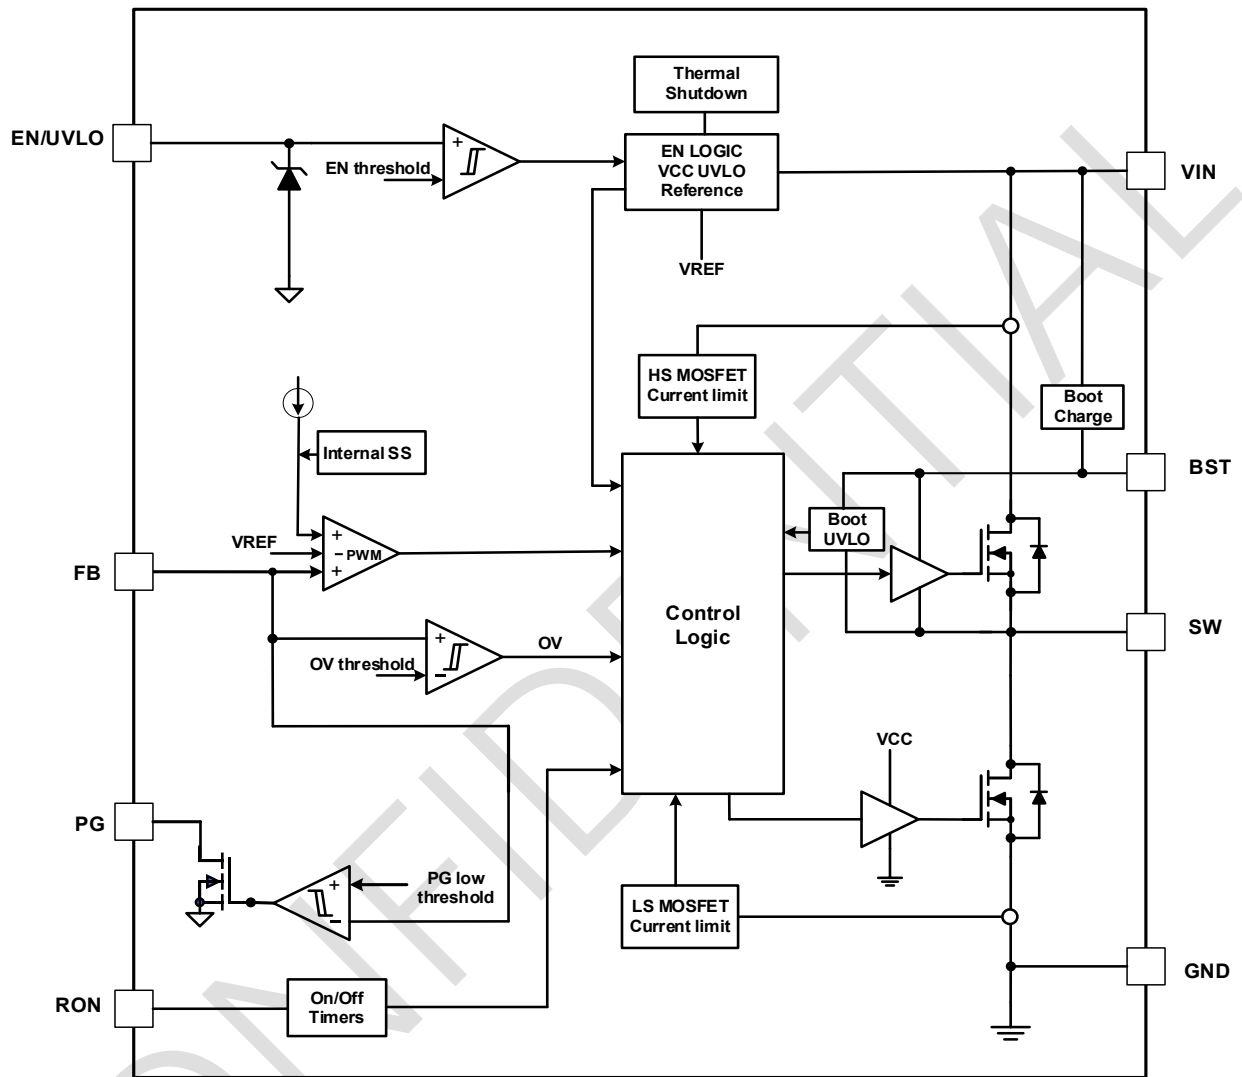 Thermal
Shutdown
EN/UVLO
EN threshold
+
EN LOGIC
VCC UVLO
Reference
VIN
VREF
HS MOSFET
Current limit
Boot
Charge
Internal SS
BST
VREF
+
−
+
PWM
Boot
UVLO
FB
Control
Logic
SW
OV threshold
+
−
OV
VCC
PG
PG low
threshold
+
−
LS MOSFET
Current limit
GND
RON
On/Off
Timers
CONFIDENTIAL